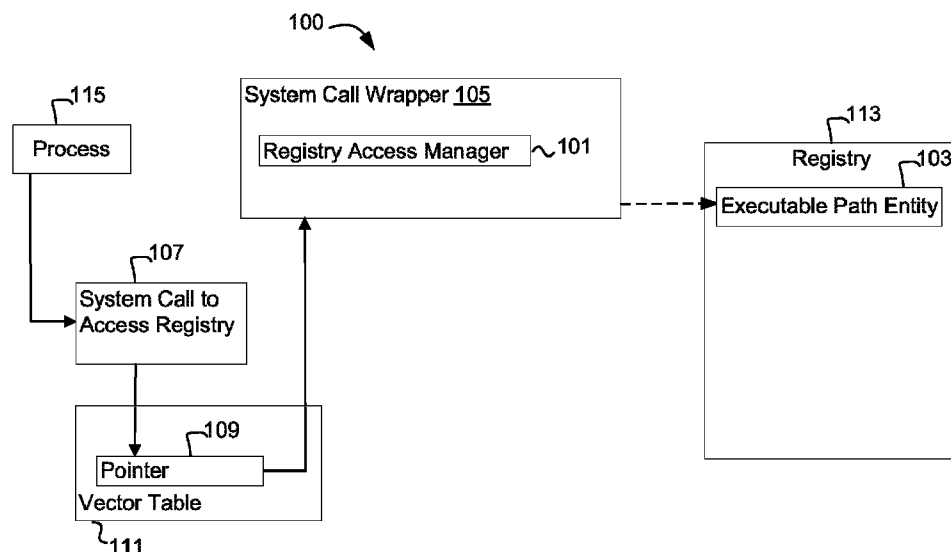 100
115
Process
System Call Wrapper 105
Registry Access Manager
101
113
Registry
103
Executable Path Entity
107
System Call to
Access Registry
109
Pointer
Vector Table
111